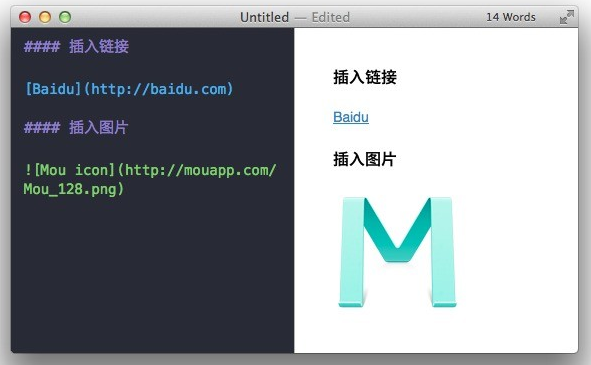 Untitled — Edited
14 Words
#### 插入链接
[Baidu](http://baidu.com)
#### 插入图片
![Mou icon](http://mouapp.com/
Mou_128.png)
插入链接
Baidu
插入图片
M